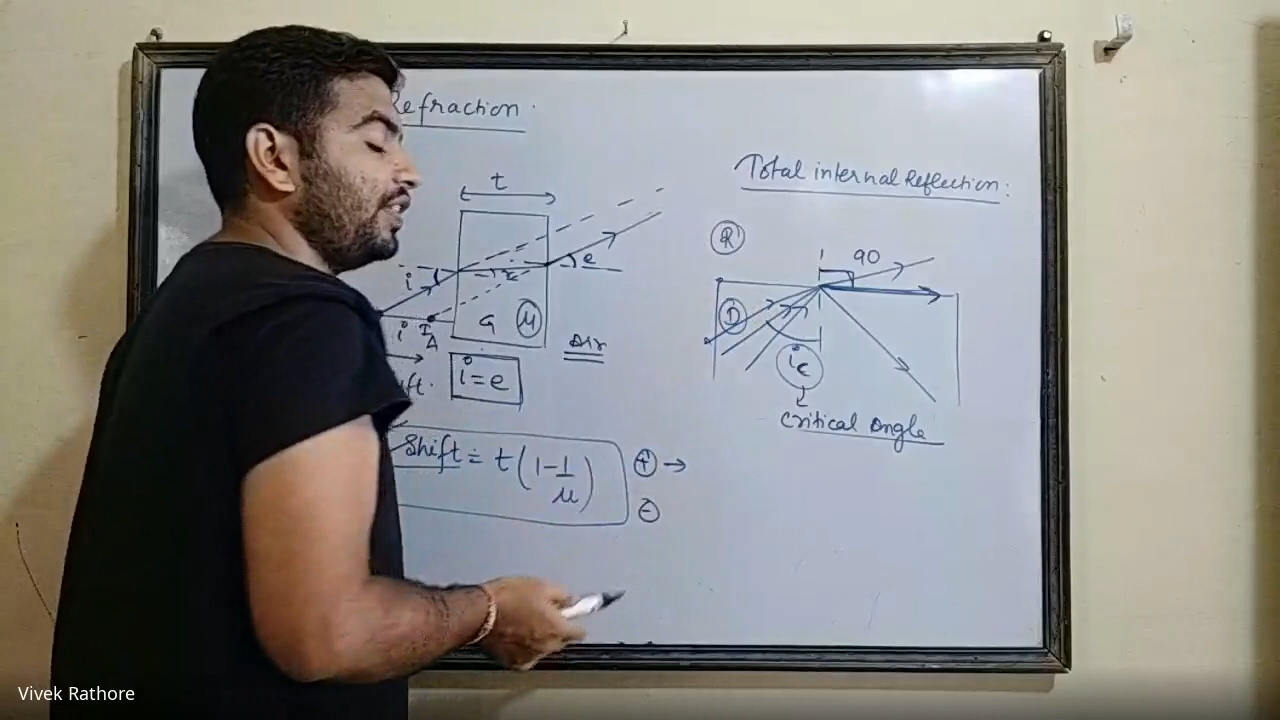 Refraction.
t
i
r
e
i
I
A
G
μ
Air
i=e
Shift = t(1-1/μ)
+ →
-
Total internal Reflection:
R
90
D
ic
Critical Angle
Vivek Rathore